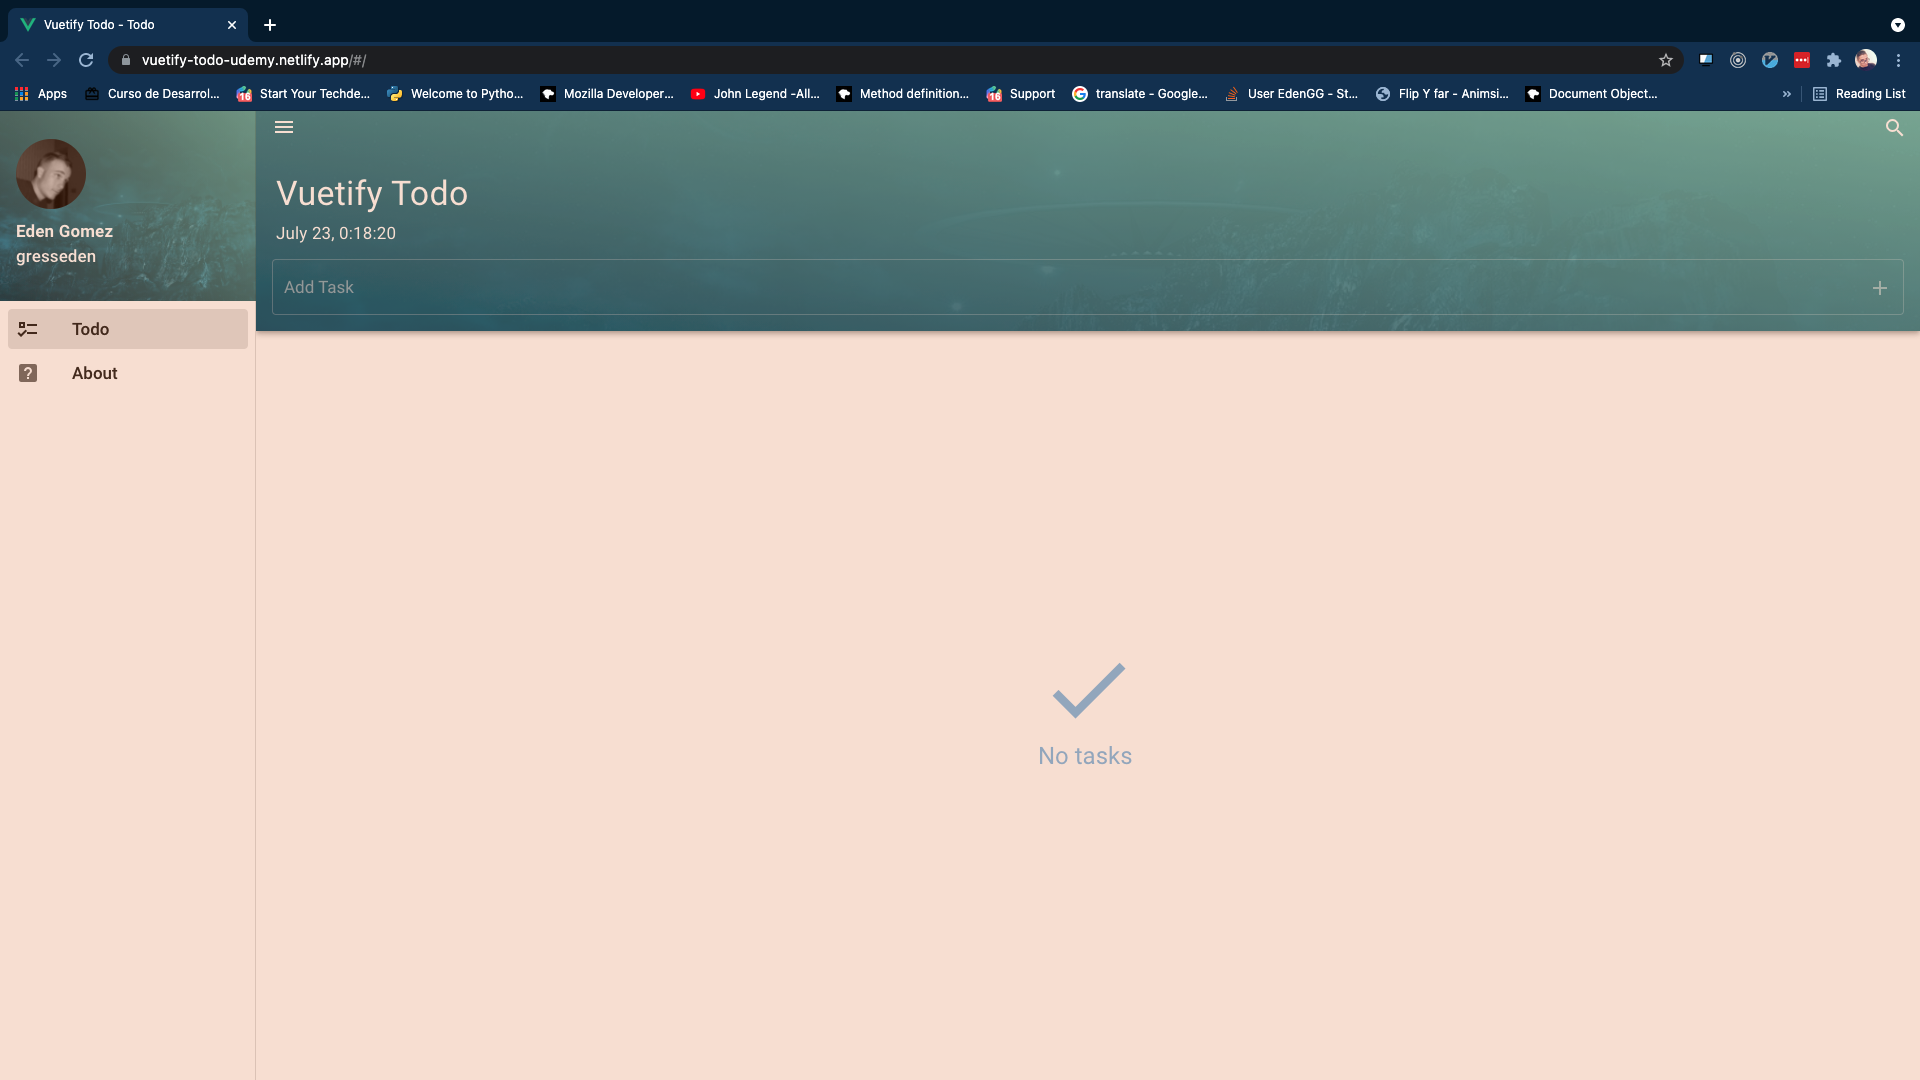 Vuetify Todo - Todo
vuetify-todo-udemy.netlify.app/#/
Apps
Curso de Desarrol...
16
Start Your Techde...
Welcome to Pytho...
Mozilla Developer...
John Legend -All...
Method definition...
16
Support
translate - Google...
User EdenGG - St...
Flip Y far - Animsi...
Document Object...
»
Reading List
Eden Gomez
gresseden
Todo
About
Vuetify Todo
July 23, 0:18:20
Add Task
No tasks